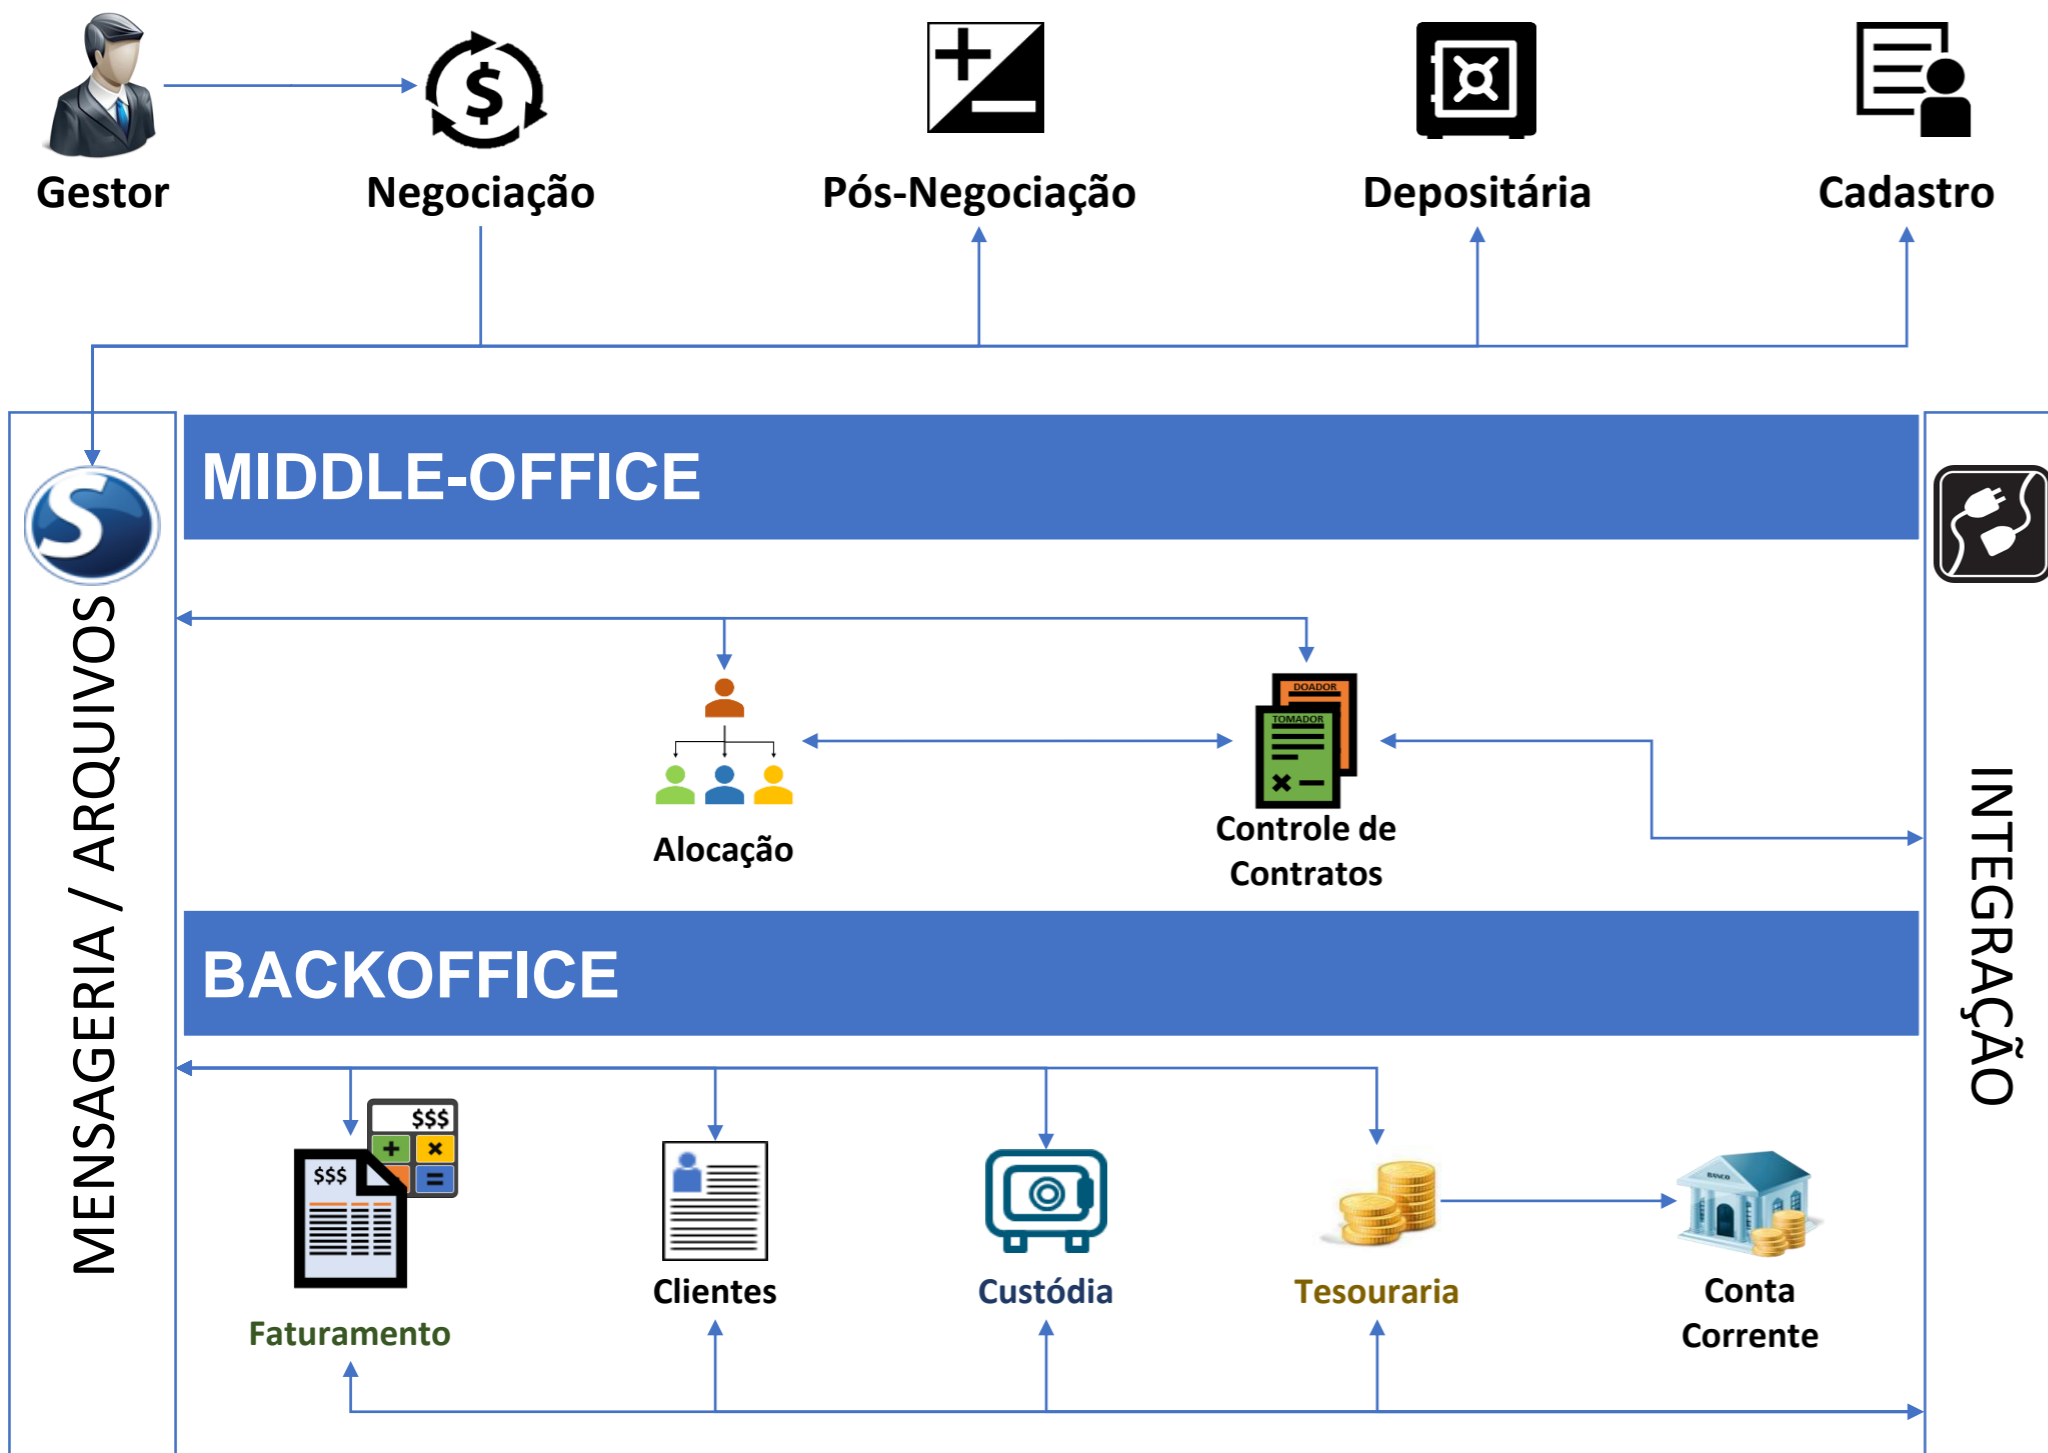 Gestor
Negociação
Pós-Negociação
Depositária
Cadastro
S
MENSAGERIA / ARQUIVOS
MIDDLE-OFFICE
DOADOR
TOMADOR
Alocação
Controle de
Contratos
INTEGRAÇÃO
BACKOFFICE
$$$
$$$
BANCO
Faturamento
Clientes
Custódia
Tesouraria
Conta
Corrente